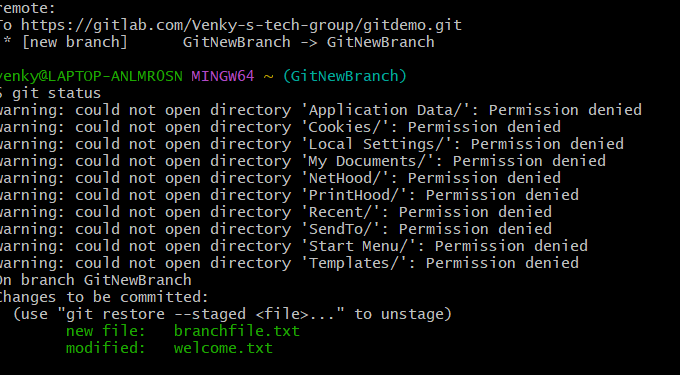 remote:
To https://gitlab.com/Venky-s-tech-group/gitdemo.git
* [new branch]      GitNewBranch -> GitNewBranch
venky@LAPTOP-ANLMR0SN MINGW64 ~ (GitNewBranch)
$ git status
warning: could not open directory 'Application Data/': Permission denied
warning: could not open directory 'Cookies/': Permission denied
warning: could not open directory 'Local Settings/': Permission denied
warning: could not open directory 'My Documents/': Permission denied
warning: could not open directory 'NetHood/': Permission denied
warning: could not open directory 'PrintHood/': Permission denied
warning: could not open directory 'Recent/': Permission denied
warning: could not open directory 'SendTo/': Permission denied
warning: could not open directory 'Start Menu/': Permission denied
warning: could not open directory 'Templates/': Permission denied
On branch GitNewBranch
Changes to be committed:
  (use "git restore --staged <file>..." to unstage)
        new file:   branchfile.txt
        modified:   welcome.txt